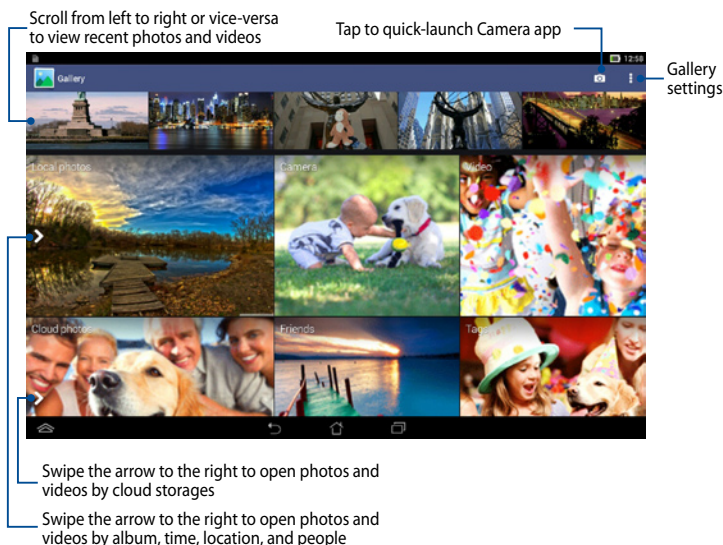 Scroll from left to right or vice-versa
to view recent photos and videos
Tap to quick-launch Camera app
12:58
Gallery
Gallery
settings
Local photos
Camera
Video
Cloud photos
Friends
Tags
Swipe the arrow to the right to open photos and
videos by cloud storages
Swipe the arrow to the right to open photos and
videos by album, time, location, and people